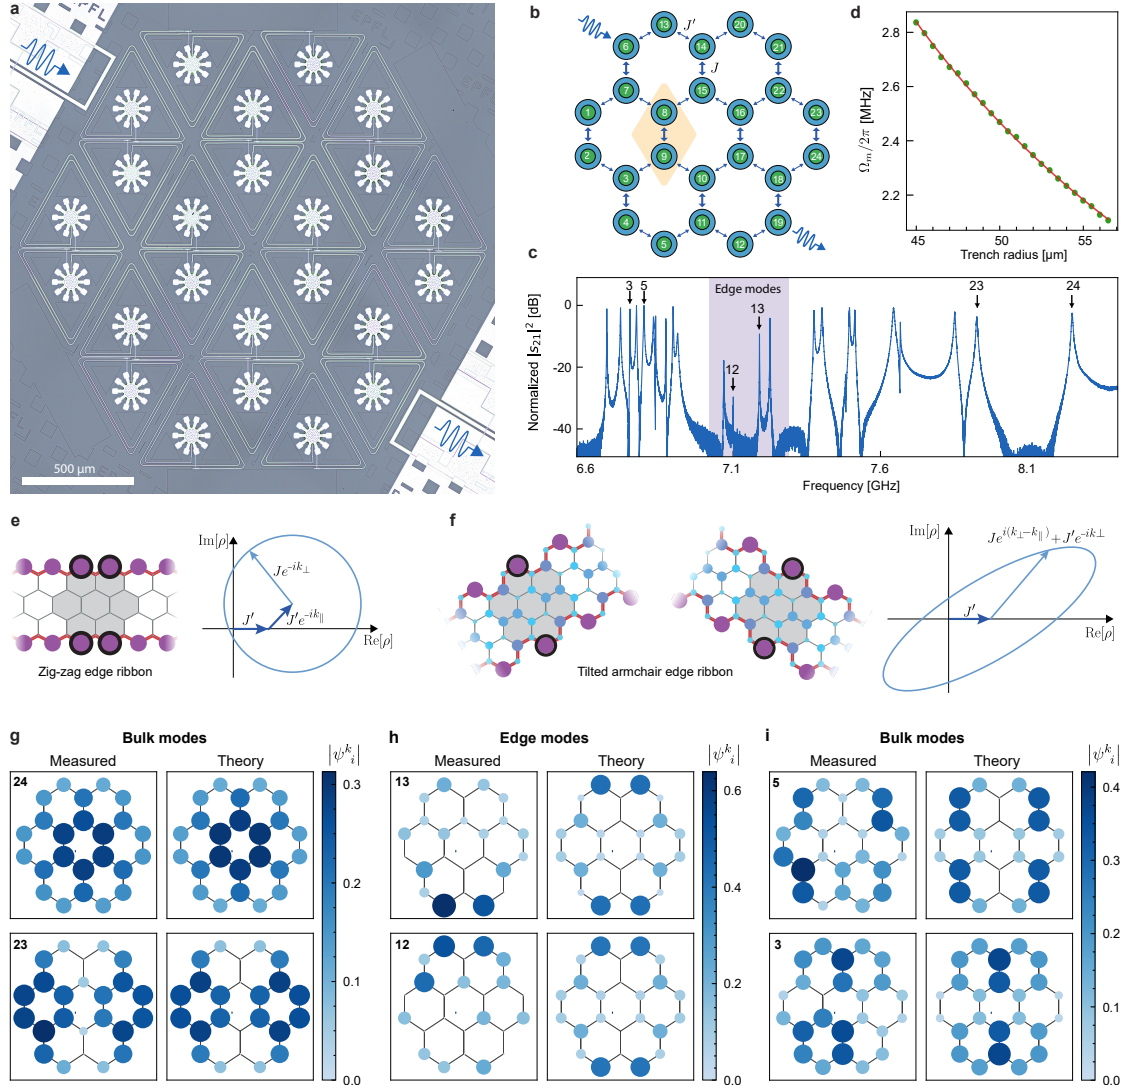 a
EPFL
500 µm
EPFL
b
J'
J
13
20
6
14
21
7
15
22
1
8
16
23
2
9
17
24
3
10
18
4
11
19
5
12
c
Normalized |s21|² [dB]
0
-20
-40
3
5
Edge modes
12
13
23
24
6.6
7.1
7.6
8.1
Frequency [GHz]
d
Ωm/2π [MHz]
2.8
2.6
2.4
2.2
45
50
55
Trench radius [µm]
e
Zig-zag edge ribbon
Im[ρ]
Je^{-ik⊥}
J'
J'e^{-ik∥}
Re[ρ]
f
Tilted armchair edge ribbon
Im[ρ]
Je^{i(k⊥-k∥)}+J'e^{-ik⊥}
J'
Re[ρ]
g
Bulk modes
Measured
Theory
|ψ^k_i|
24
23
0.3
0.2
0.1
0.0
h
Edge modes
Measured
Theory
|ψ^k_i|
13
12
0.6
0.4
0.2
0.0
i
Bulk modes
Measured
Theory
|ψ^k_i|
5
3
0.4
0.3
0.2
0.1
0.0